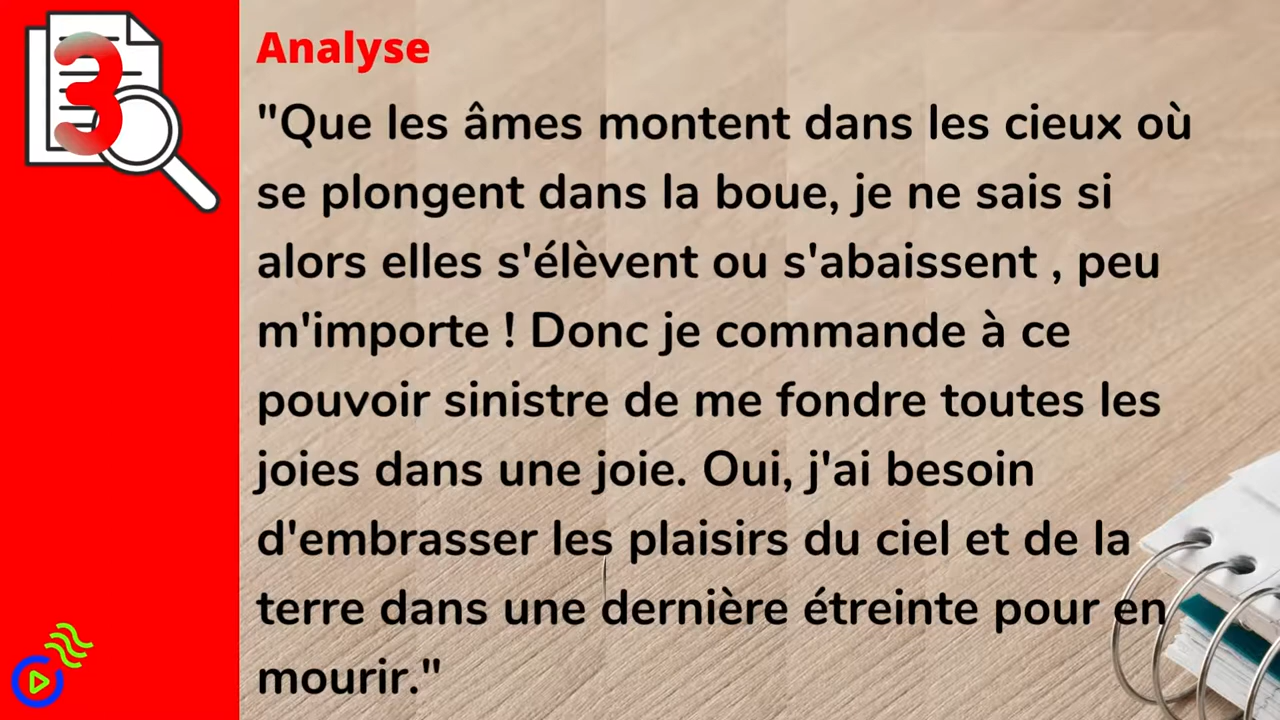 3
Analyse
"Que les âmes montent dans les cieux où
se plongent dans la boue, je ne sais si
alors elles s'élèvent ou s'abaissent , peu
m'importe ! Donc je commande à ce
pouvoir sinistre de me fondre toutes les
joies dans une joie. Oui, j'ai besoin
d'embrasser les plaisirs du ciel et de la
terre dans une dernière étreinte pour en
mourir."